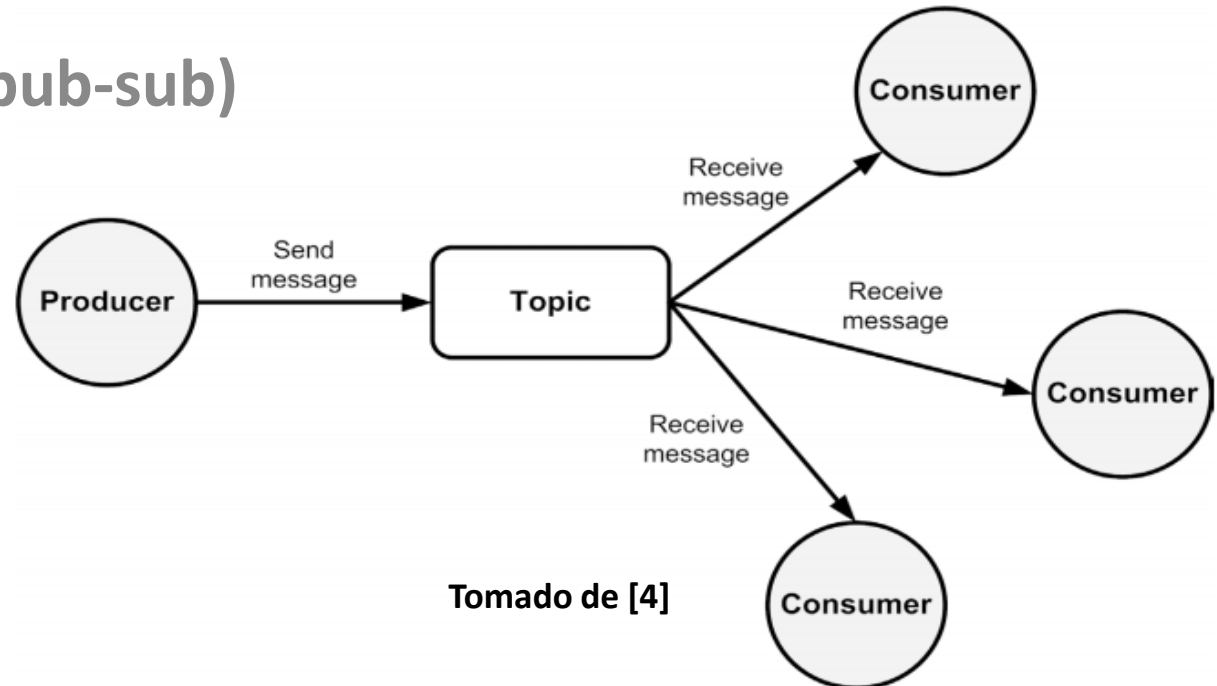 pub-sub)
Consumer
Receive
message
Send
message
Producer
Topic
Receive
message
Consumer
Receive
message
Tomado de [4]
Consumer